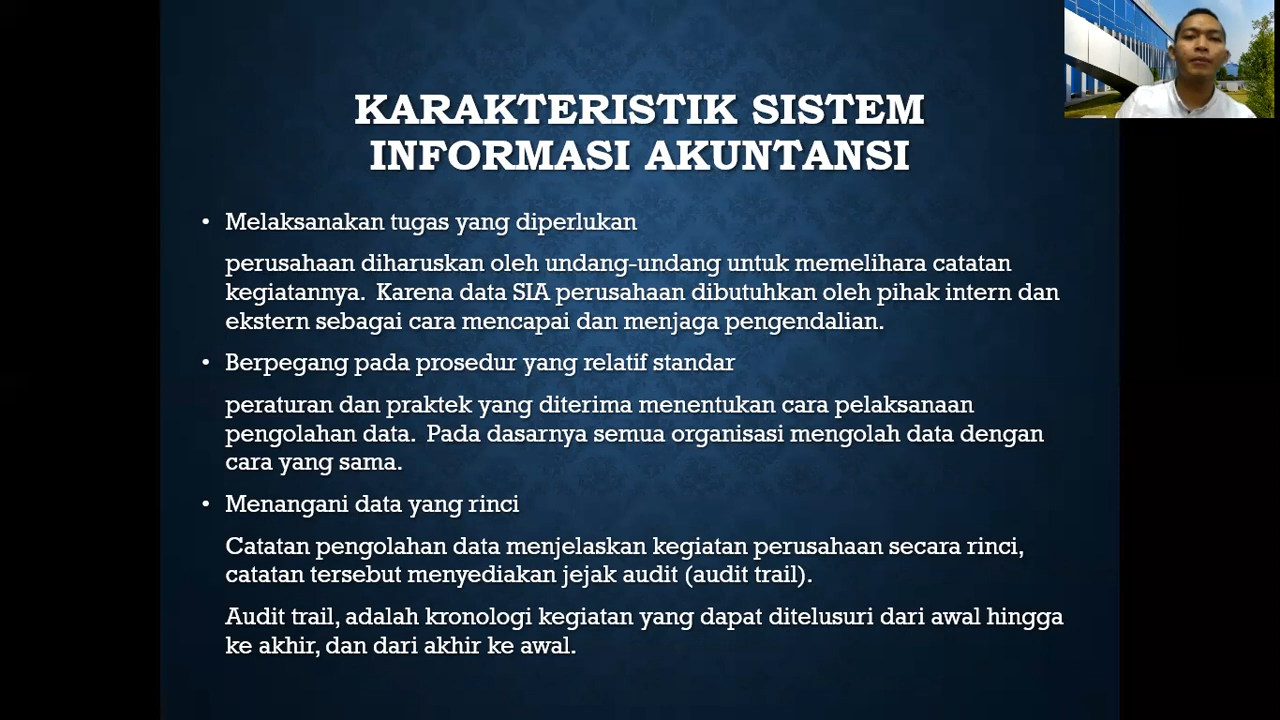 KARAKTERISTIK SISTEM
INFORMASI AKUNTANSI
• Melaksanakan tugas yang diperlukan
perusahaan diharuskan oleh undang-undang untuk memelihara catatan
kegiatannya. Karena data SIA perusahaan dibutuhkan oleh pihak intern dan
ekstern sebagai cara mencapai dan menjaga pengendalian.
• Berpegang pada prosedur yang relatif standar
peraturan dan praktek yang diterima menentukan cara pelaksanaan
pengolahan data. Pada dasarnya semua organisasi mengolah data dengan
cara yang sama.
• Menangani data yang rinci
Catatan pengolahan data menjelaskan kegiatan perusahaan secara rinci,
catatan tersebut menyediakan jejak audit (audit trail).
Audit trail, adalah kronologi kegiatan yang dapat ditelusuri dari awal hingga
ke akhir, dan dari akhir ke awal.